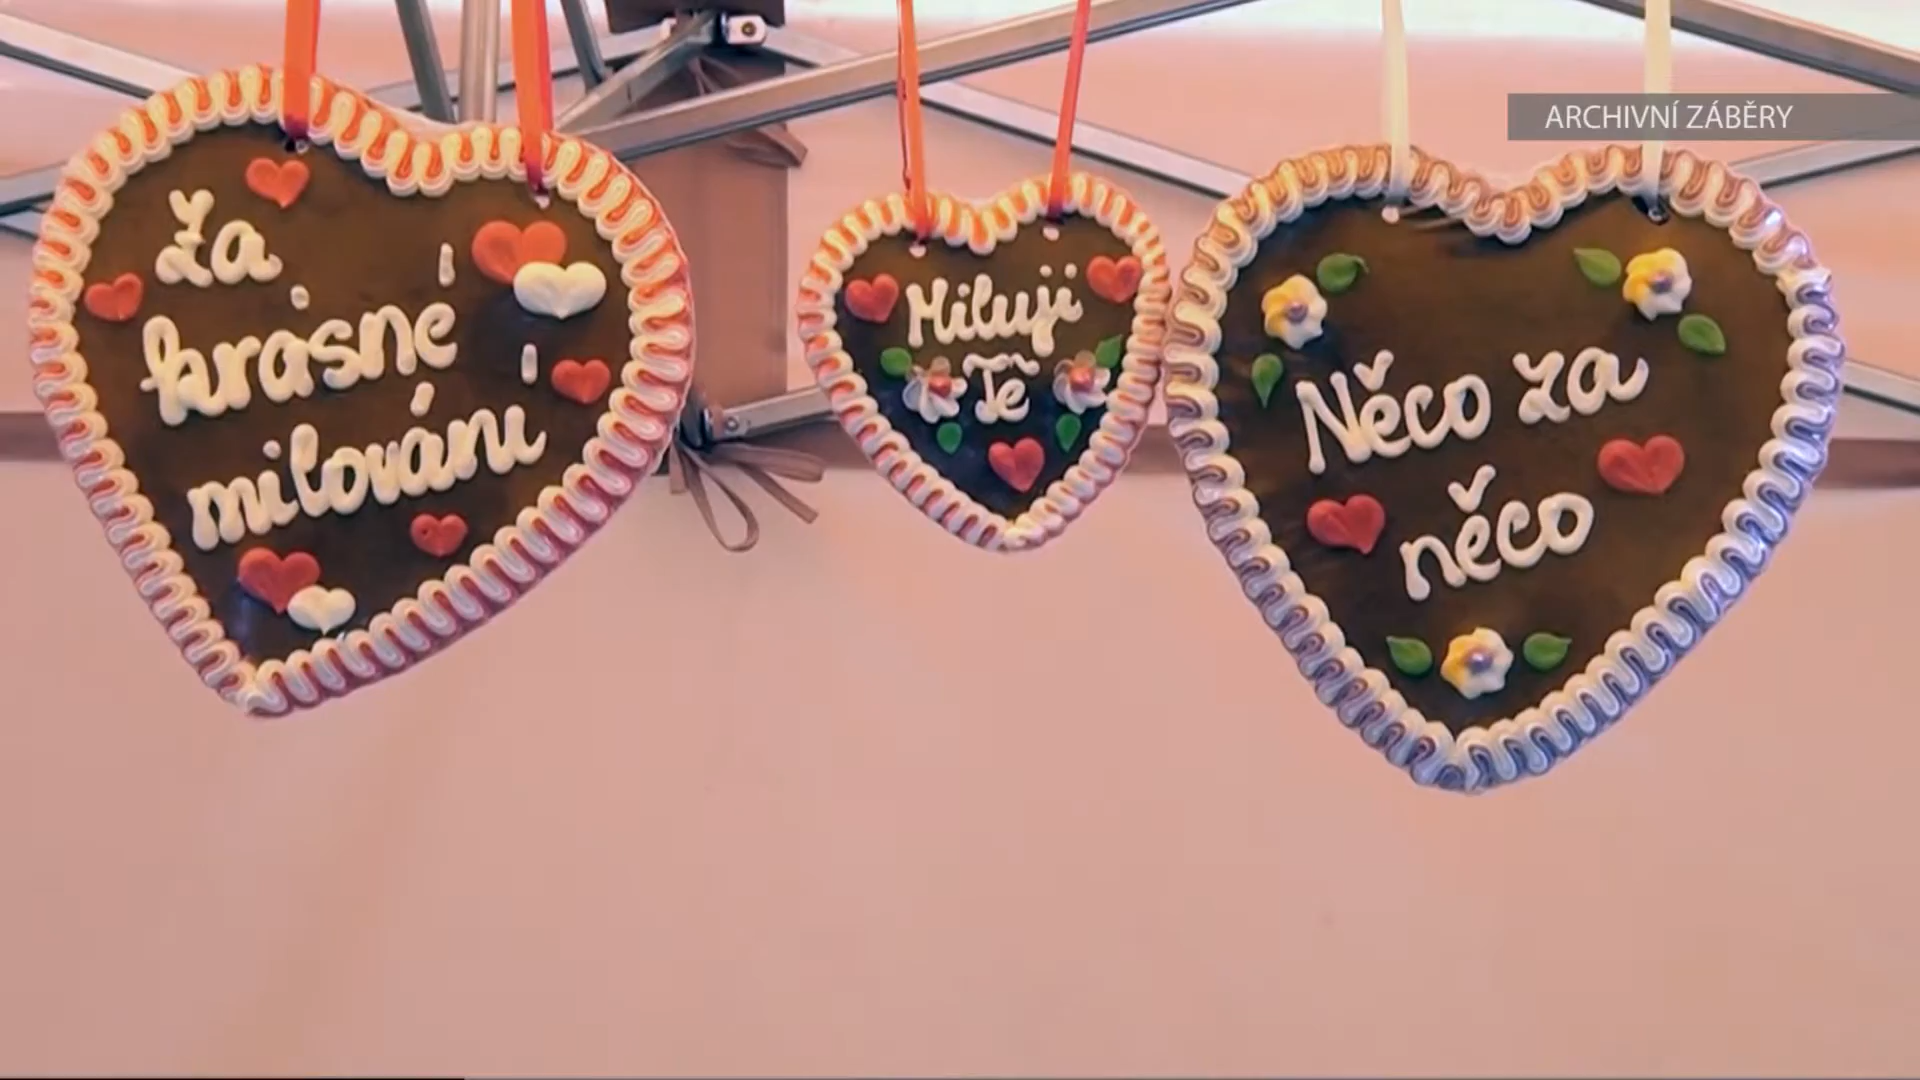 ARCHIVNÍ ZÁBĚRY
Za
krásné
milování
Miluji
Tě
Něco za
něco